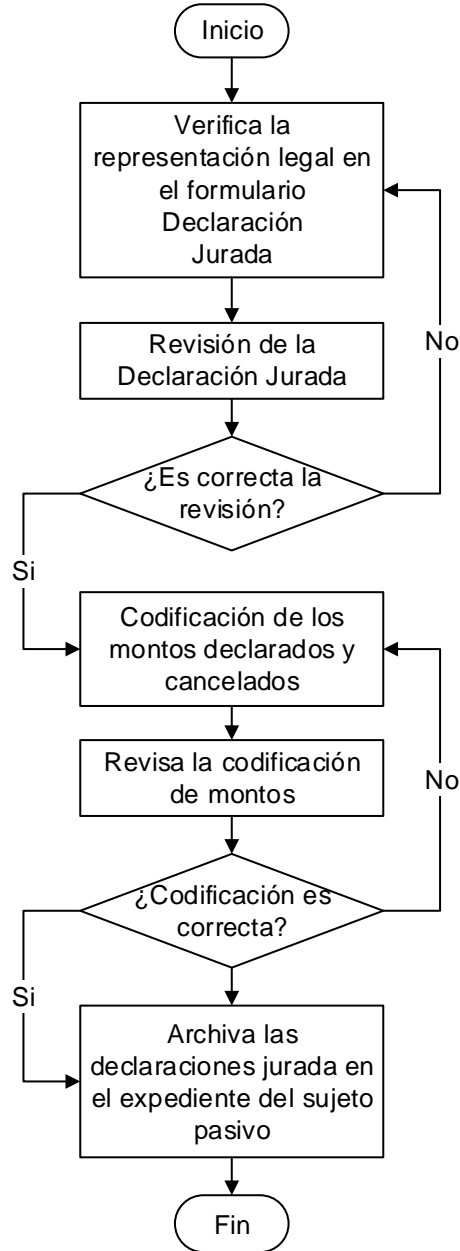 Inicio
Verifica la
representación legal en
el formulario
Declaración
Jurada
Revisión de la
Declaración Jurada
No
¿Es correcta la
revisión?
Si
Codificación de los
montos declarados y
cancelados
Revisa la codificación
de montos
No
¿Codificación es
correcta?
Si
Archiva las
declaraciones jurada en
el expediente del sujeto
pasivo
Fin